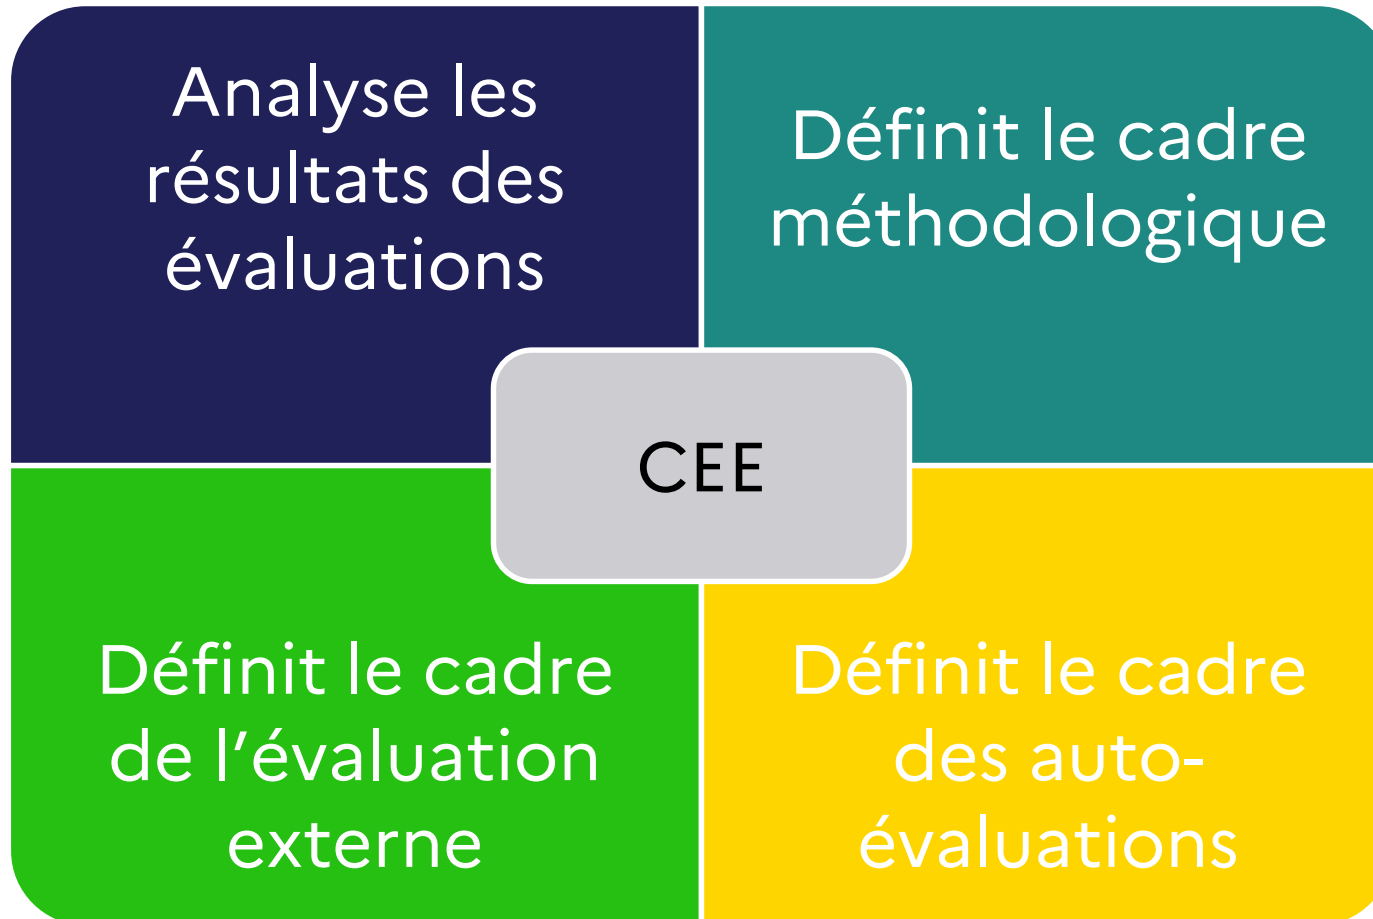 Analyse les
résultats des
évaluations
Définit le cadre
méthodologique
CEE
Définit le cadre
de l’évaluation
externe
Définit le cadre
des auto-
évaluations